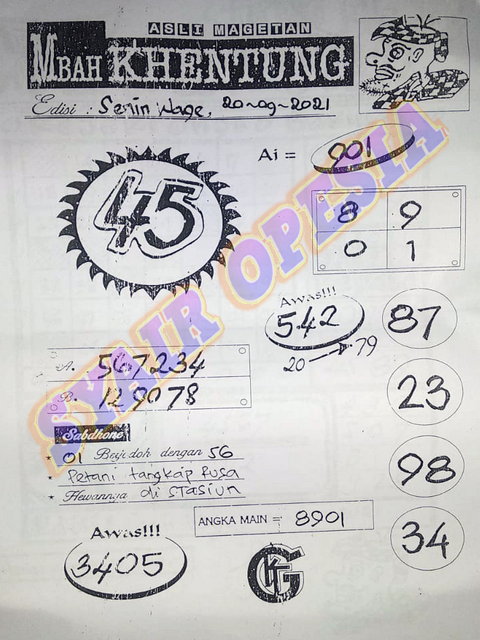 ASLI MAGETAN
MBAH KHENTUNG
Edisi : Senin Wage, 20-09-2021
Ai = 901
45
8 9
0 1
Awas!!!
542
20 → 79
87
A. 567234
B. 129078
23
Sabdhono
* 01 Berjodoh dengan 56
* Petani tangkap Rusa
* Hewannya di Stasiun
98
ANGKA MAIN = 8901
34
Awas!!!
3405
KTG
SYAIR OPESIA